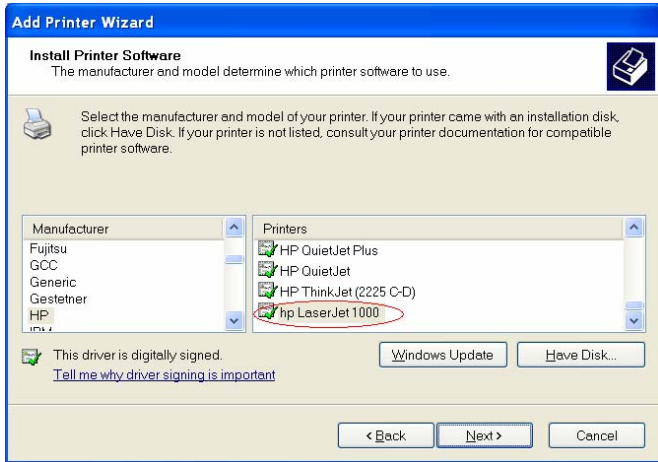 Add Printer Wizard
Install Printer Software
The manufacturer and model determine which printer software to use.
Select the manufacturer and model of your printer. If your printer came with an installation disk,
click Have Disk. If your printer is not listed, consult your printer documentation for compatible
printer software.
Manufacturer
Fujitsu
GCC
Generic
Gestetner
HP
IBM
Printers
HP QuietJet Plus
HP QuietJet
HP ThinkJet (2225 C-D)
hp LaserJet 1000
This driver is digitally signed.
Tell me why driver signing is important
Windows Update
Have Disk...
< Back
Next >
Cancel